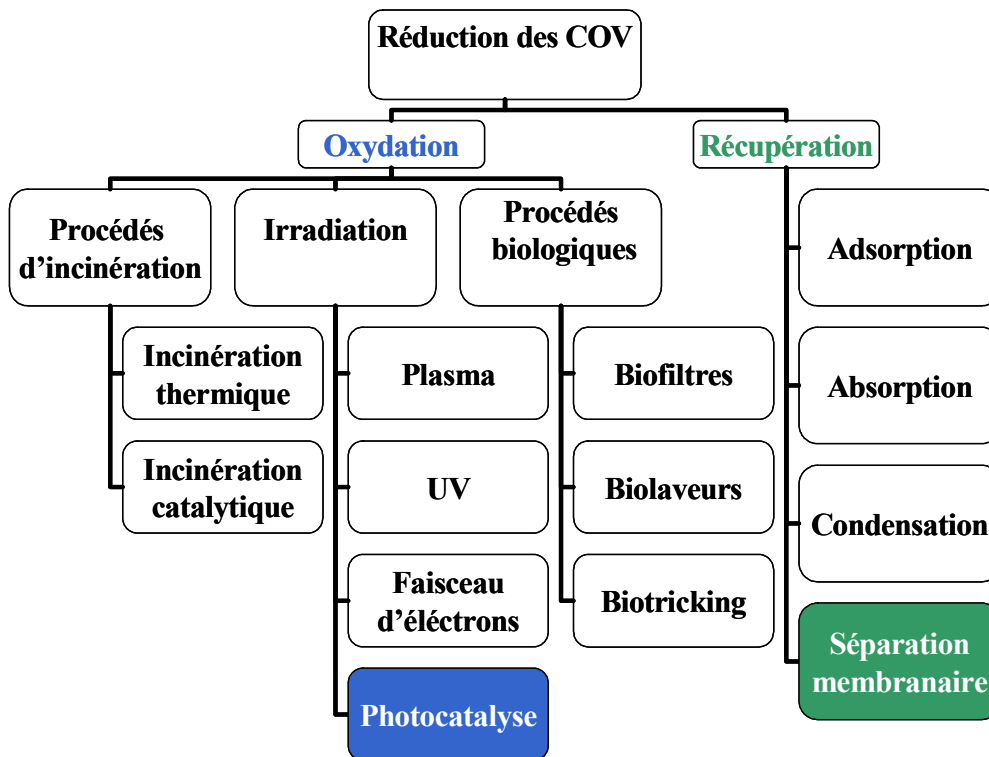 Réduction des COV
Oxydation
Récupération
Procédés
d'incinération
Irradiation
Procédés
biologiques
Adsorption
Incinération
thermique
Plasma
Biofiltres
Absorption
Incinération
catalytique
UV
Biolaveurs
Condensation
Faisceau
d'éléctrons
Biotricking
Séparation
membranaire
Photocatalyse